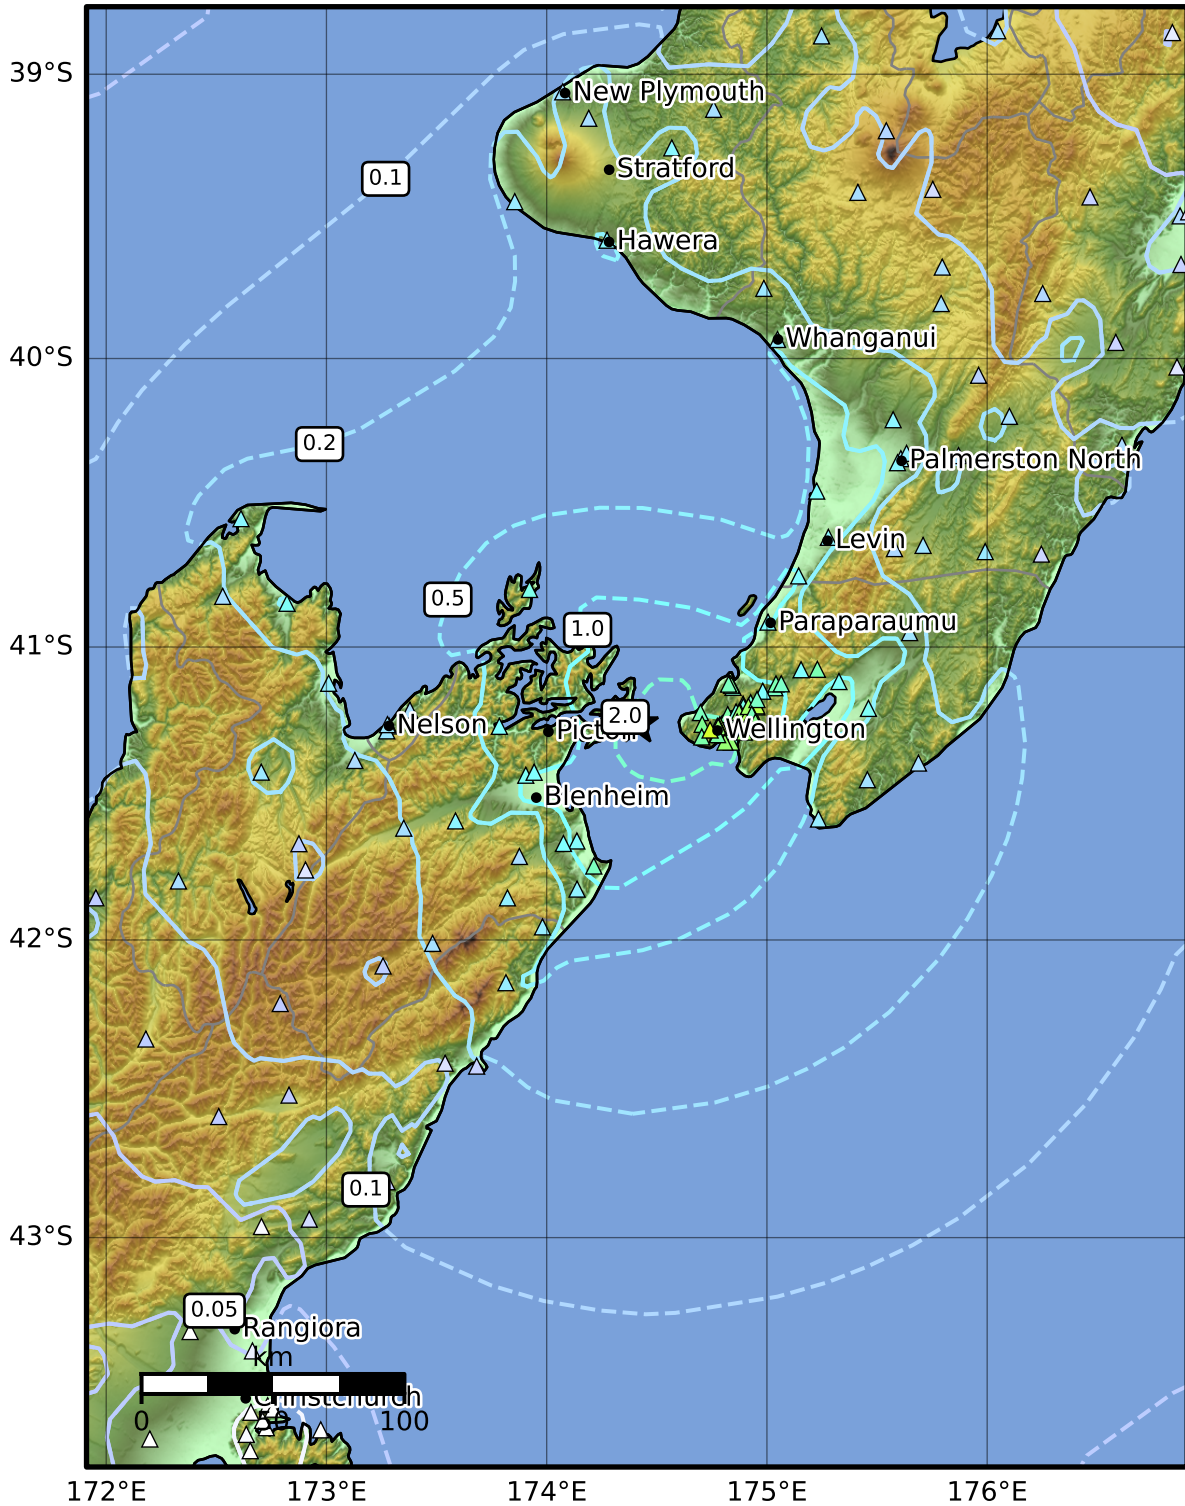 39°S
New Plymouth
Stratford
0.1
Hawera
Whanganui
40°S
0.2
Palmerston North
Levin
0.5
Paraparaumu
1.0
41°S
2.0
Nelson
Picton
Wellington
Blenheim
42°S
0.1
43°S
0.05
Rangiora
km
Christchurch
0
100
172°E
173°E
174°E
175°E
176°E